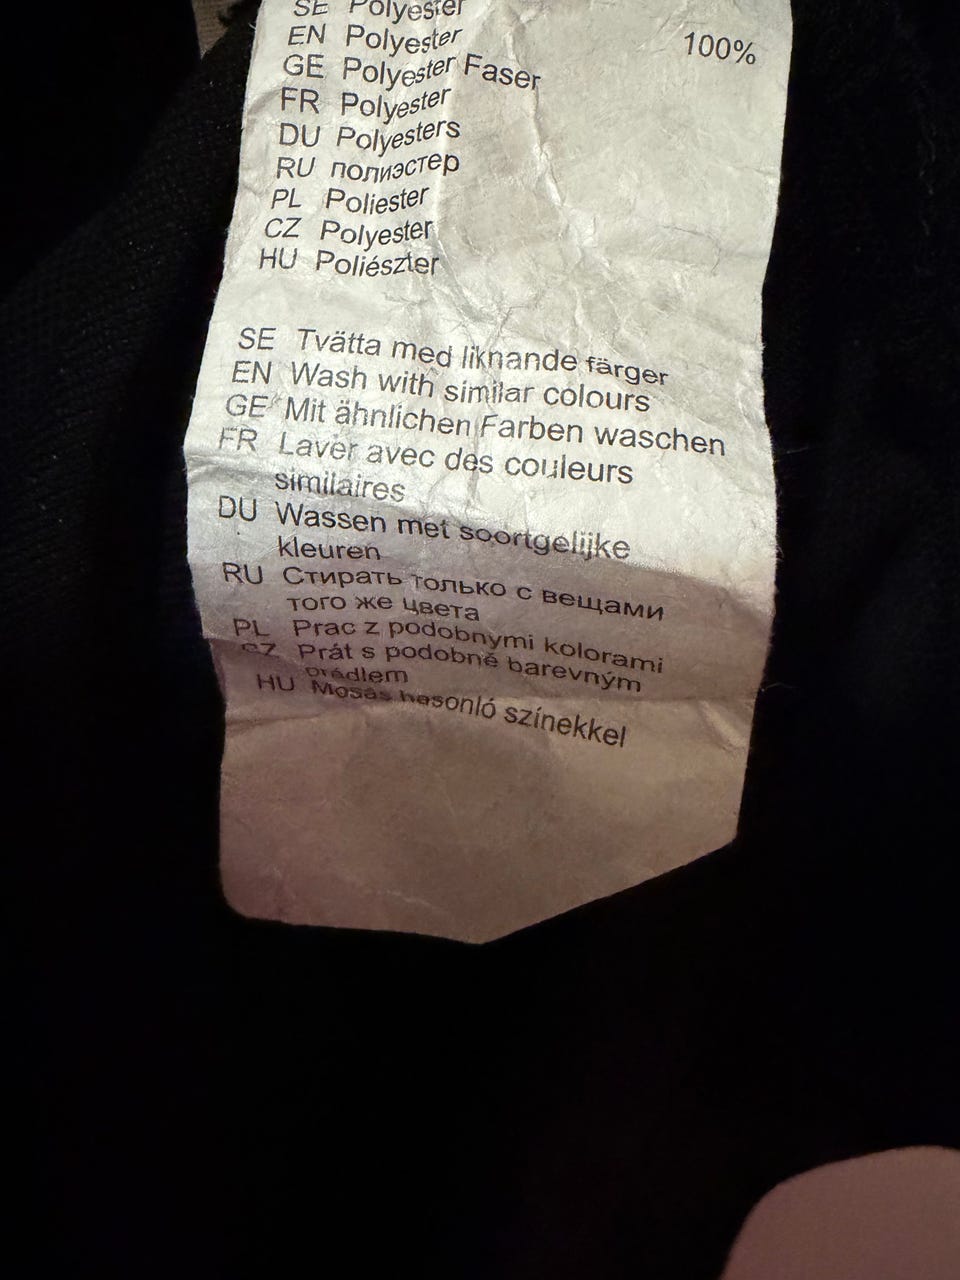 SE Polyester
100%
EN Polyester
GE Polyester Faser
FR Polyester
DU Polyesters
RU полиэстер
PL Poliester
CZ Polyester
HU Poliészter
SE Tvätta med liknande färger
EN Wash with similar colours
GE Mit ähnlichen Farben waschen
FR Laver avec des couleurs
similaires
DU Wassen met soortgelijke
kleuren
RU Стирать только с вещами
того же цвета
PL Prac z podobnymi kolorami
CZ Prát s podobně barevným
prádlem
HU Mosás hasonló színekkel